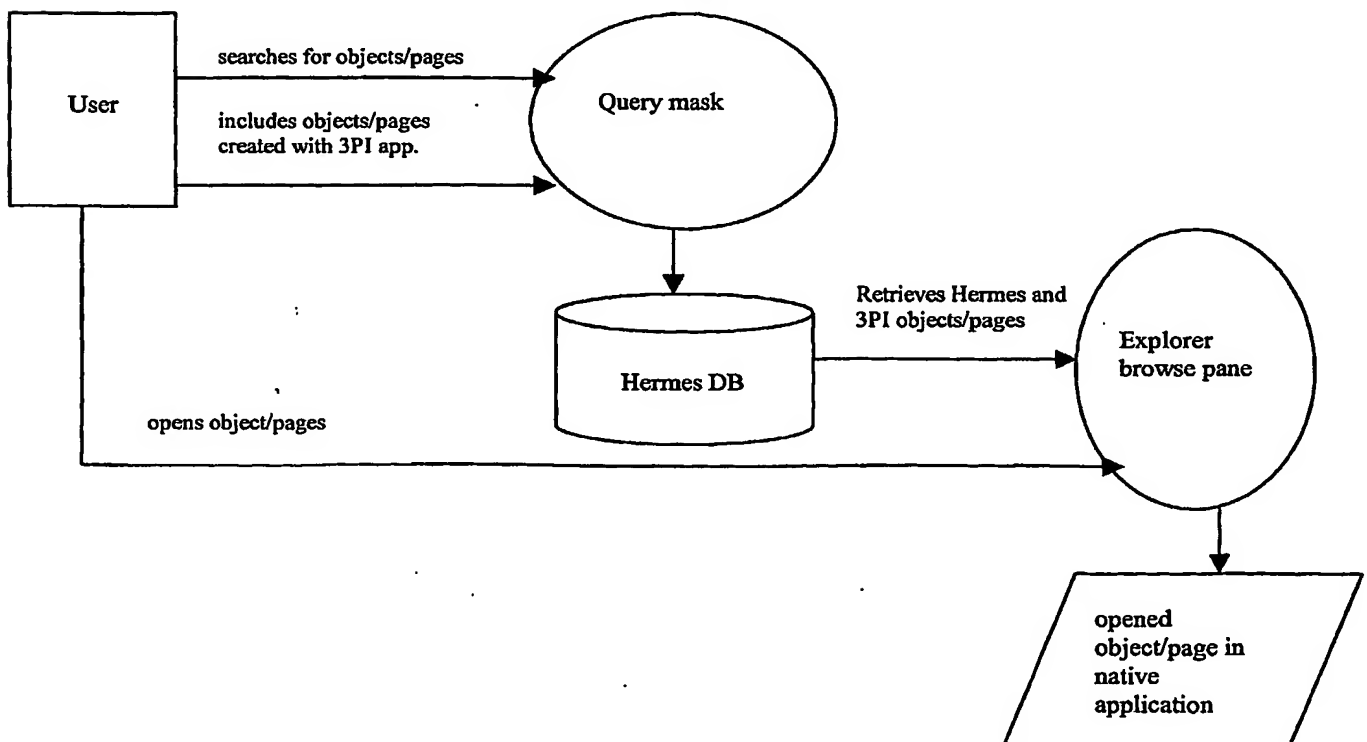 searches for objects/pages
User
Query mask
includes objects/pages
created with 3PI app.
Retrieves Hermes and
3PI objects/pages
Explorer
browse pane
Hermes DB
opens object/pages
opened
object/page in
native
application